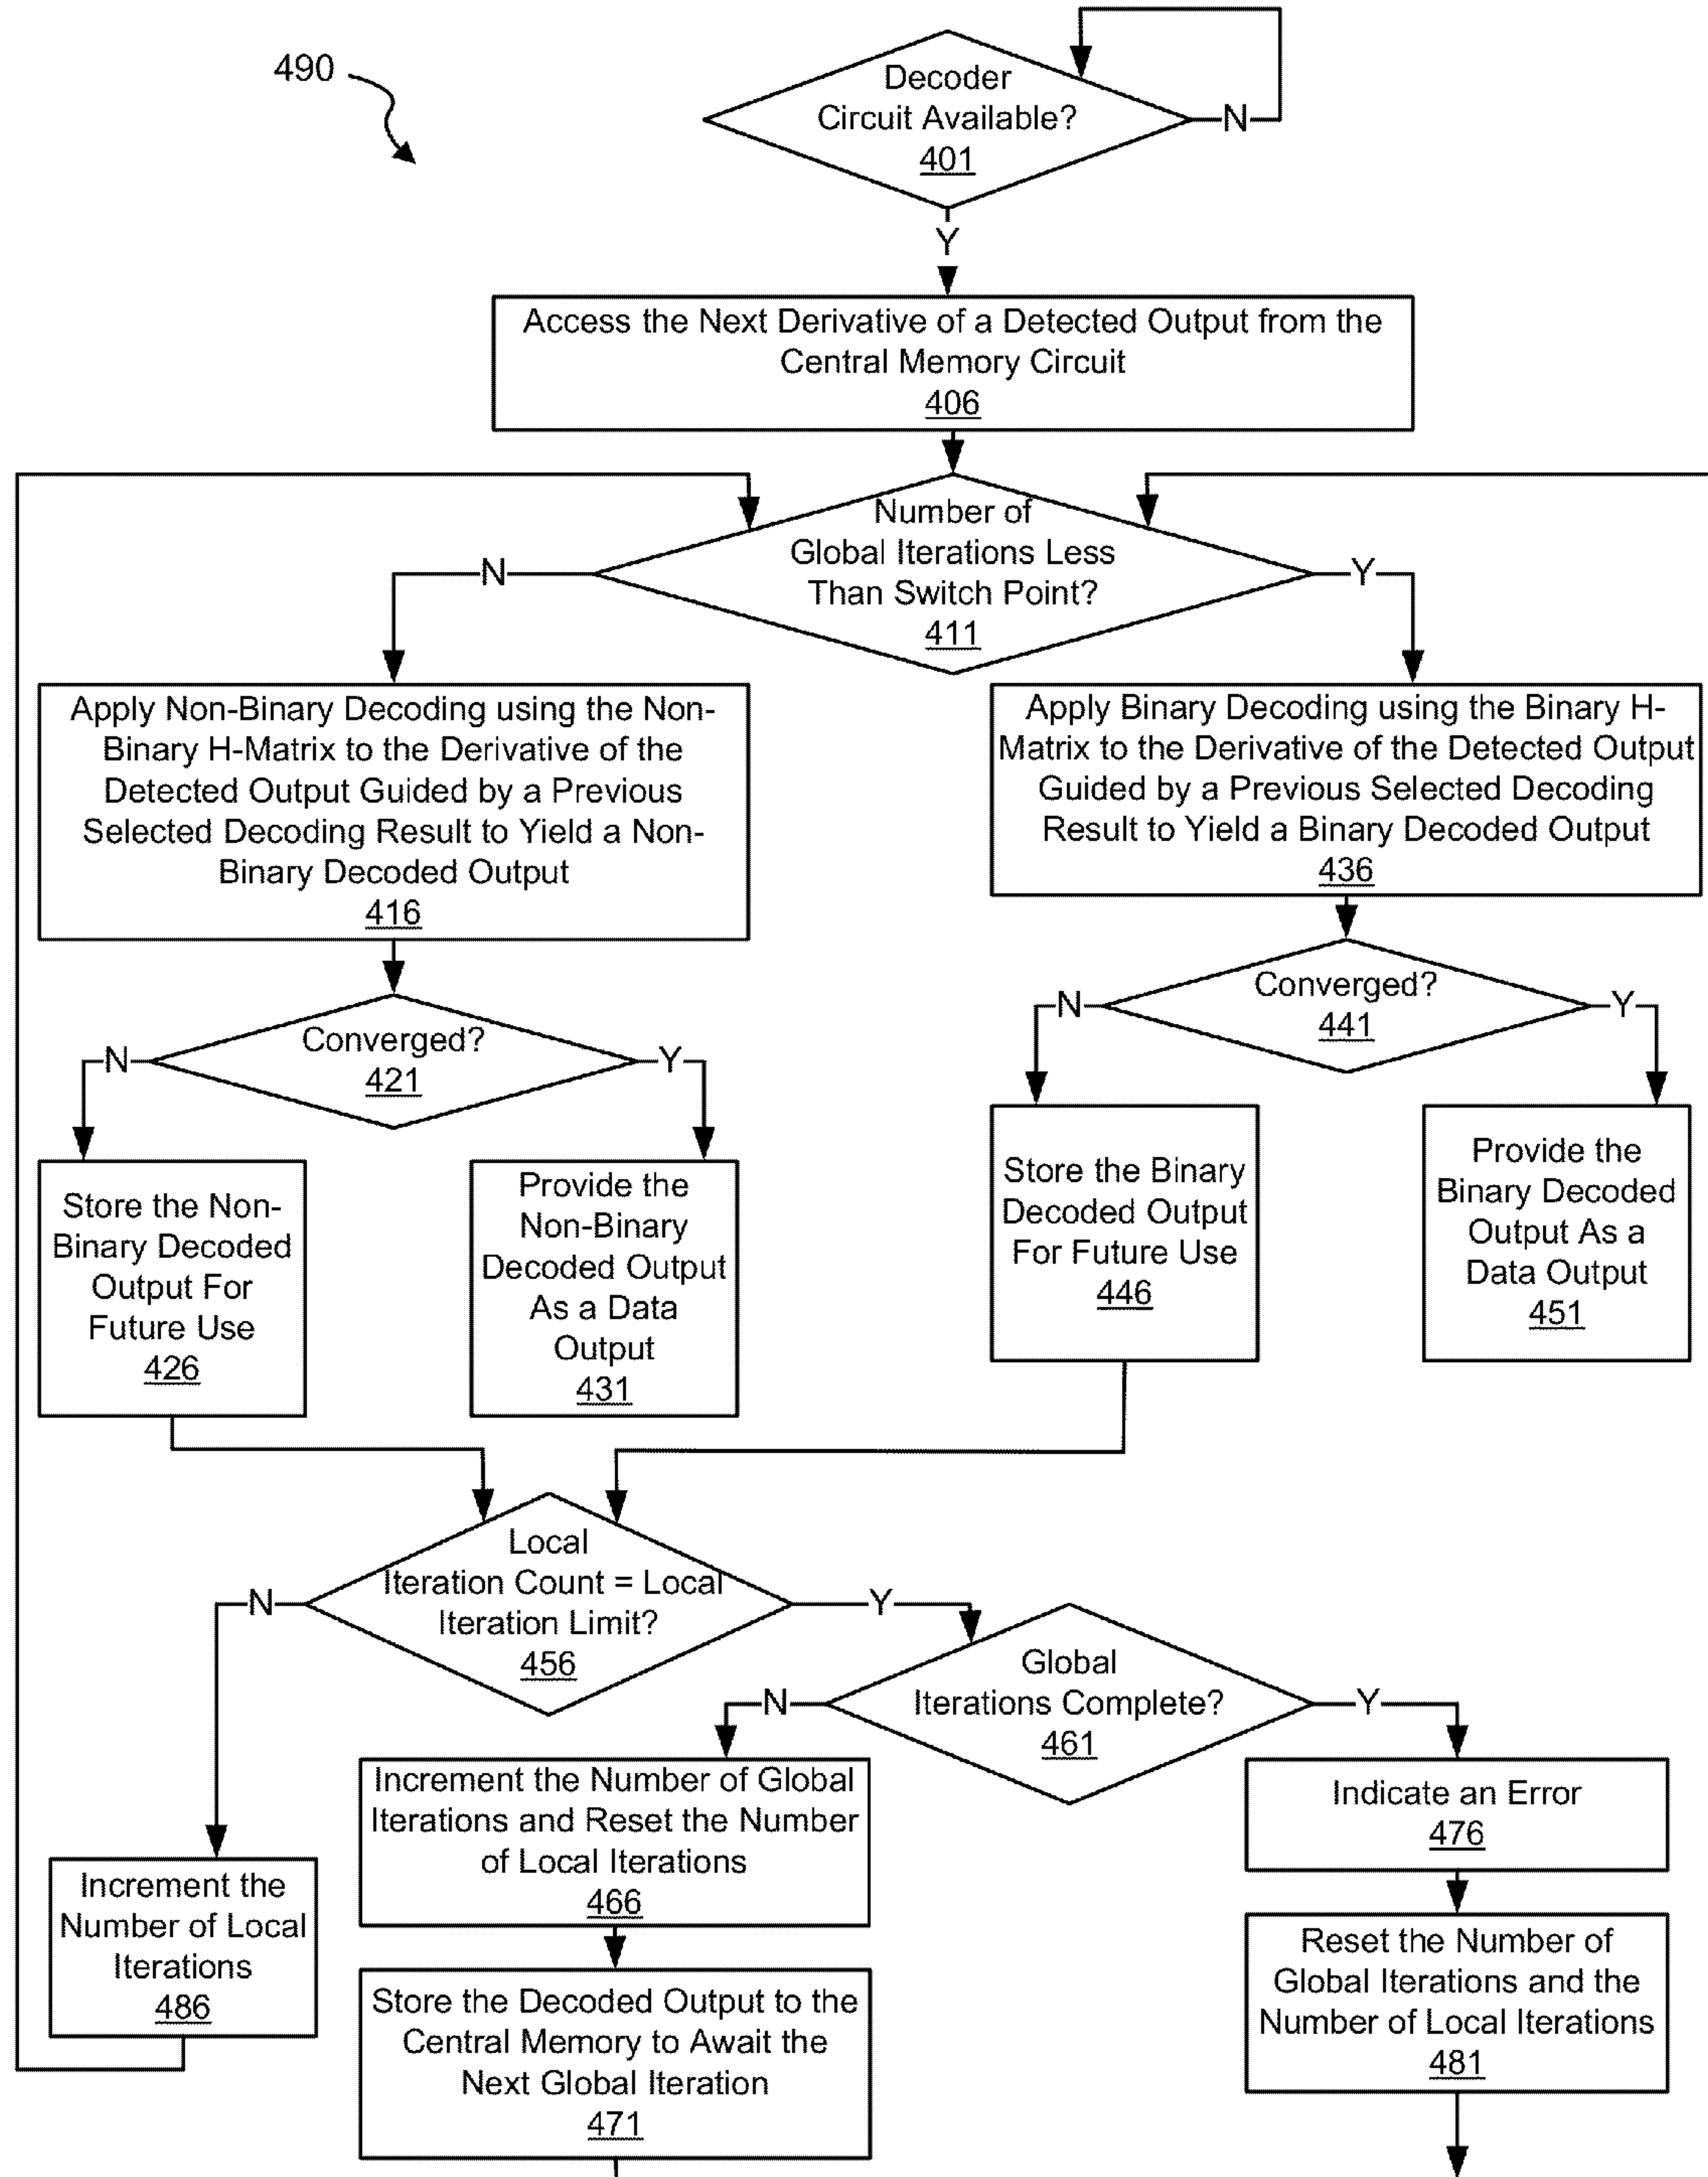 490
Decoder
Circuit Available?
401
N
Y
Access the Next Derivative of a Detected Output from the
Central Memory Circuit
406
Number of
Global Iterations Less
Than Switch Point?
411
N
Y
Apply Non-Binary Decoding using the Non-
Binary H-Matrix to the Derivative of the
Detected Output Guided by a Previous
Selected Decoding Result to Yield a Non-
Binary Decoded Output
416
Apply Binary Decoding using the Binary H-
Matrix to the Derivative of the Detected Output
Guided by a Previous Selected Decoding
Result to Yield a Binary Decoded Output
436
Converged?
421
N
Y
Converged?
441
N
Y
Store the Non-
Binary Decoded
Output For
Future Use
426
Provide the
Non-Binary
Decoded Output
As a Data
Output
431
Store the Binary
Decoded Output
For Future Use
446
Provide the
Binary Decoded
Output As a
Data Output
451
Local
Iteration Count = Local
Iteration Limit?
456
N
Y
Global
Iterations Complete?
461
N
Y
Increment the
Number of Local
Iterations
486
Increment the Number of Global
Iterations and Reset the Number
of Local Iterations
466
Store the Decoded Output to the
Central Memory to Await the
Next Global Iteration
471
Indicate an Error
476
Reset the Number of
Global Iterations and the
Number of Local Iterations
481